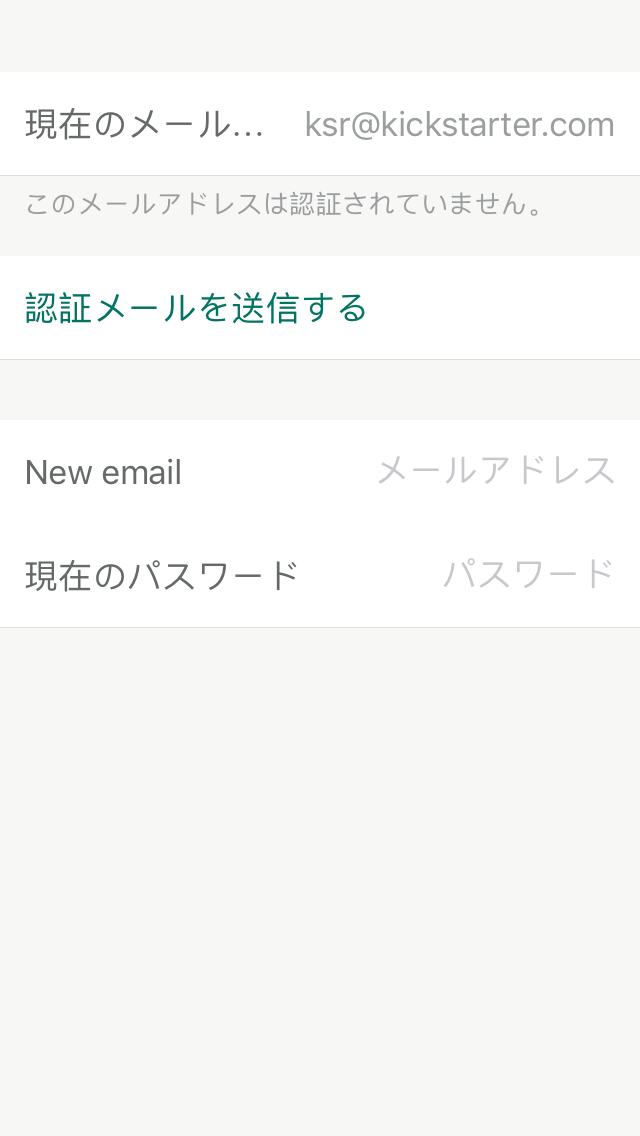 現在のメール… ksr@kickstarter.com
このメールアドレスは認証されていません。
認証メールを送信する
New email メールアドレス
現在のパスワード パスワード